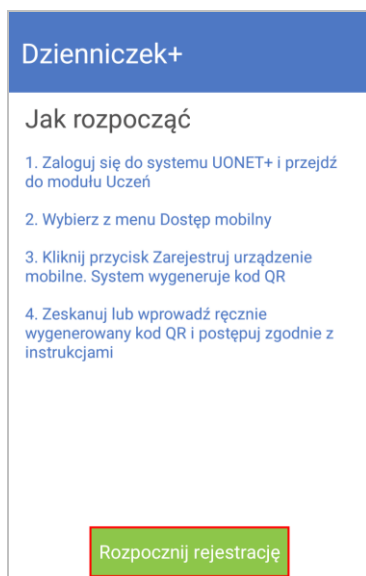 Dzienniczek+
Jak rozpocząć
1. Zaloguj się do systemu UONET+ i przejdź
do modułu Uczeń
2. Wybierz z menu Dostęp mobilny
3. Kliknij przycisk Zarejestruj urządzenie
mobilne. System wygeneruje kod QR
4. Zeskanuj lub wprowadź ręcznie
wygenerowany kod QR i postępuj zgodnie z
instrukcjami
Rozpocznij rejestrację